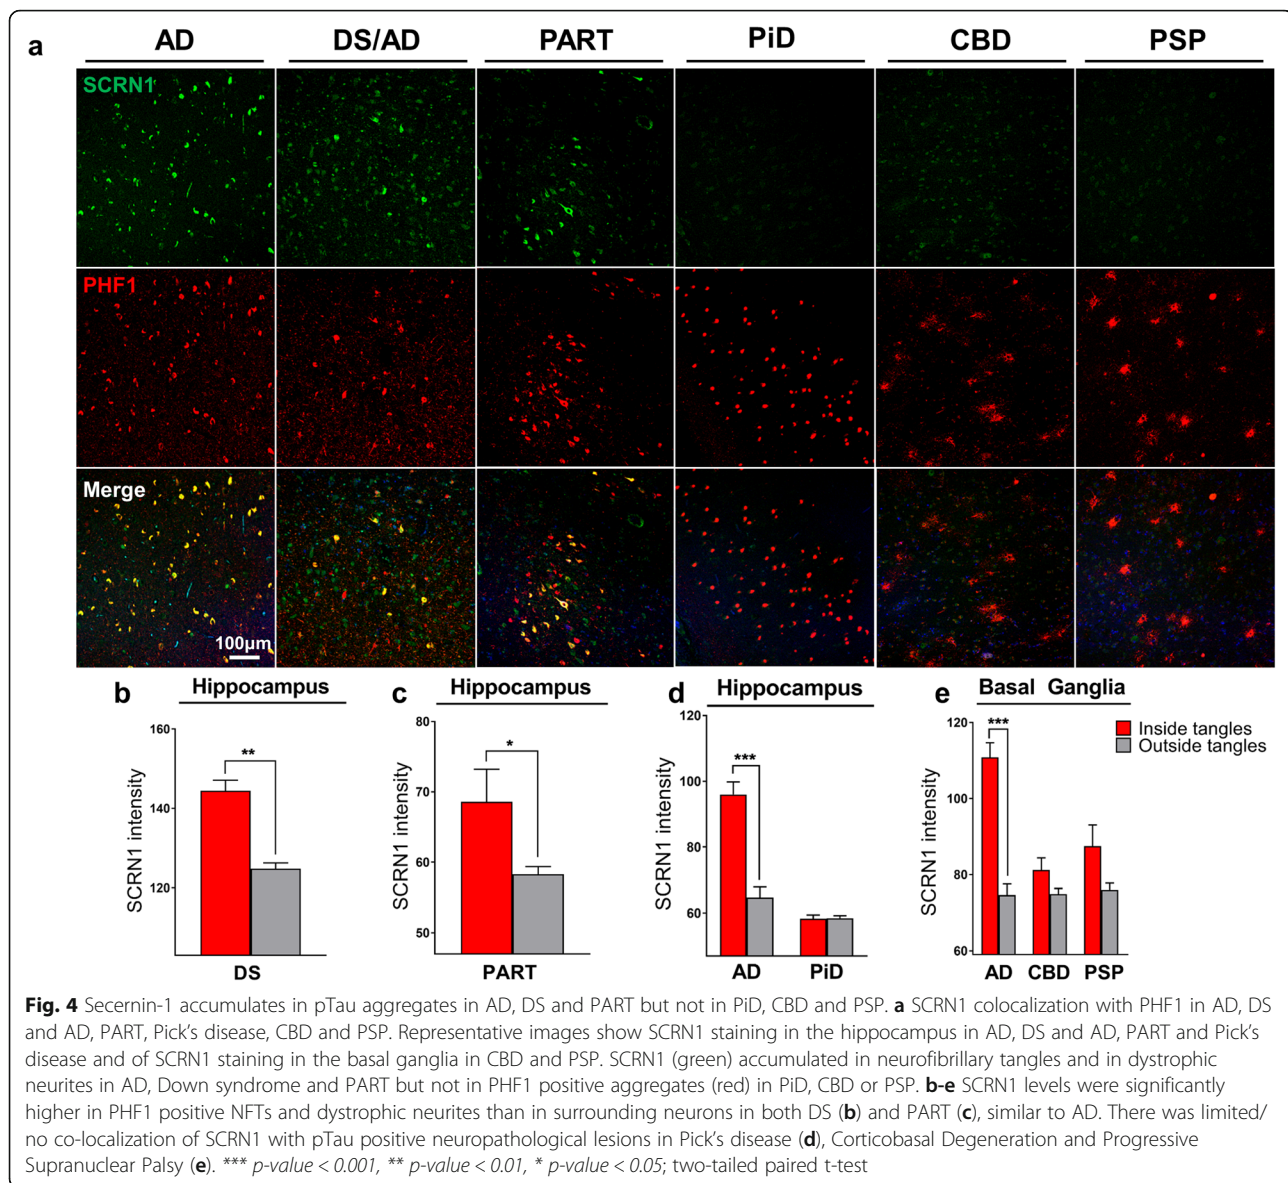 a
AD DS/AD PART PiD CBD PSP
SCRN1
PHF1
Merge
100µm
b Hippocampus
SCRN1 intensity
160
140
120
**
DS
c Hippocampus
SCRN1 intensity
80
70
60
50
*
PART
d Hippocampus
SCRN1 intensity
120
100
80
60
***
AD PiD
e Basal Ganglia
SCRN1 intensity
120
100
80
60
***
AD CBD PSP
Inside tangles
Outside tangles
Fig. 4 Secernin-1 accumulates in pTau aggregates in AD, DS and PART but not in PiD, CBD and PSP. a SCRN1 colocalization with PHF1 in AD, DS
and AD, PART, Pick's disease, CBD and PSP. Representative images show SCRN1 staining in the hippocampus in AD, DS and AD, PART and Pick's
disease and of SCRN1 staining in the basal ganglia in CBD and PSP. SCRN1 (green) accumulated in neurofibrillary tangles and in dystrophic
neurites in AD, Down syndrome and PART but not in PHF1 positive aggregates (red) in PiD, CBD or PSP. b-e SCRN1 levels were significantly
higher in PHF1 positive NFTs and dystrophic neurites than in surrounding neurons in both DS (b) and PART (c), similar to AD. There was limited/
no co-localization of SCRN1 with pTau positive neuropathological lesions in Pick's disease (d), Corticobasal Degeneration and Progressive
Supranuclear Palsy (e). *** p-value < 0.001, ** p-value < 0.01, * p-value < 0.05; two-tailed paired t-test